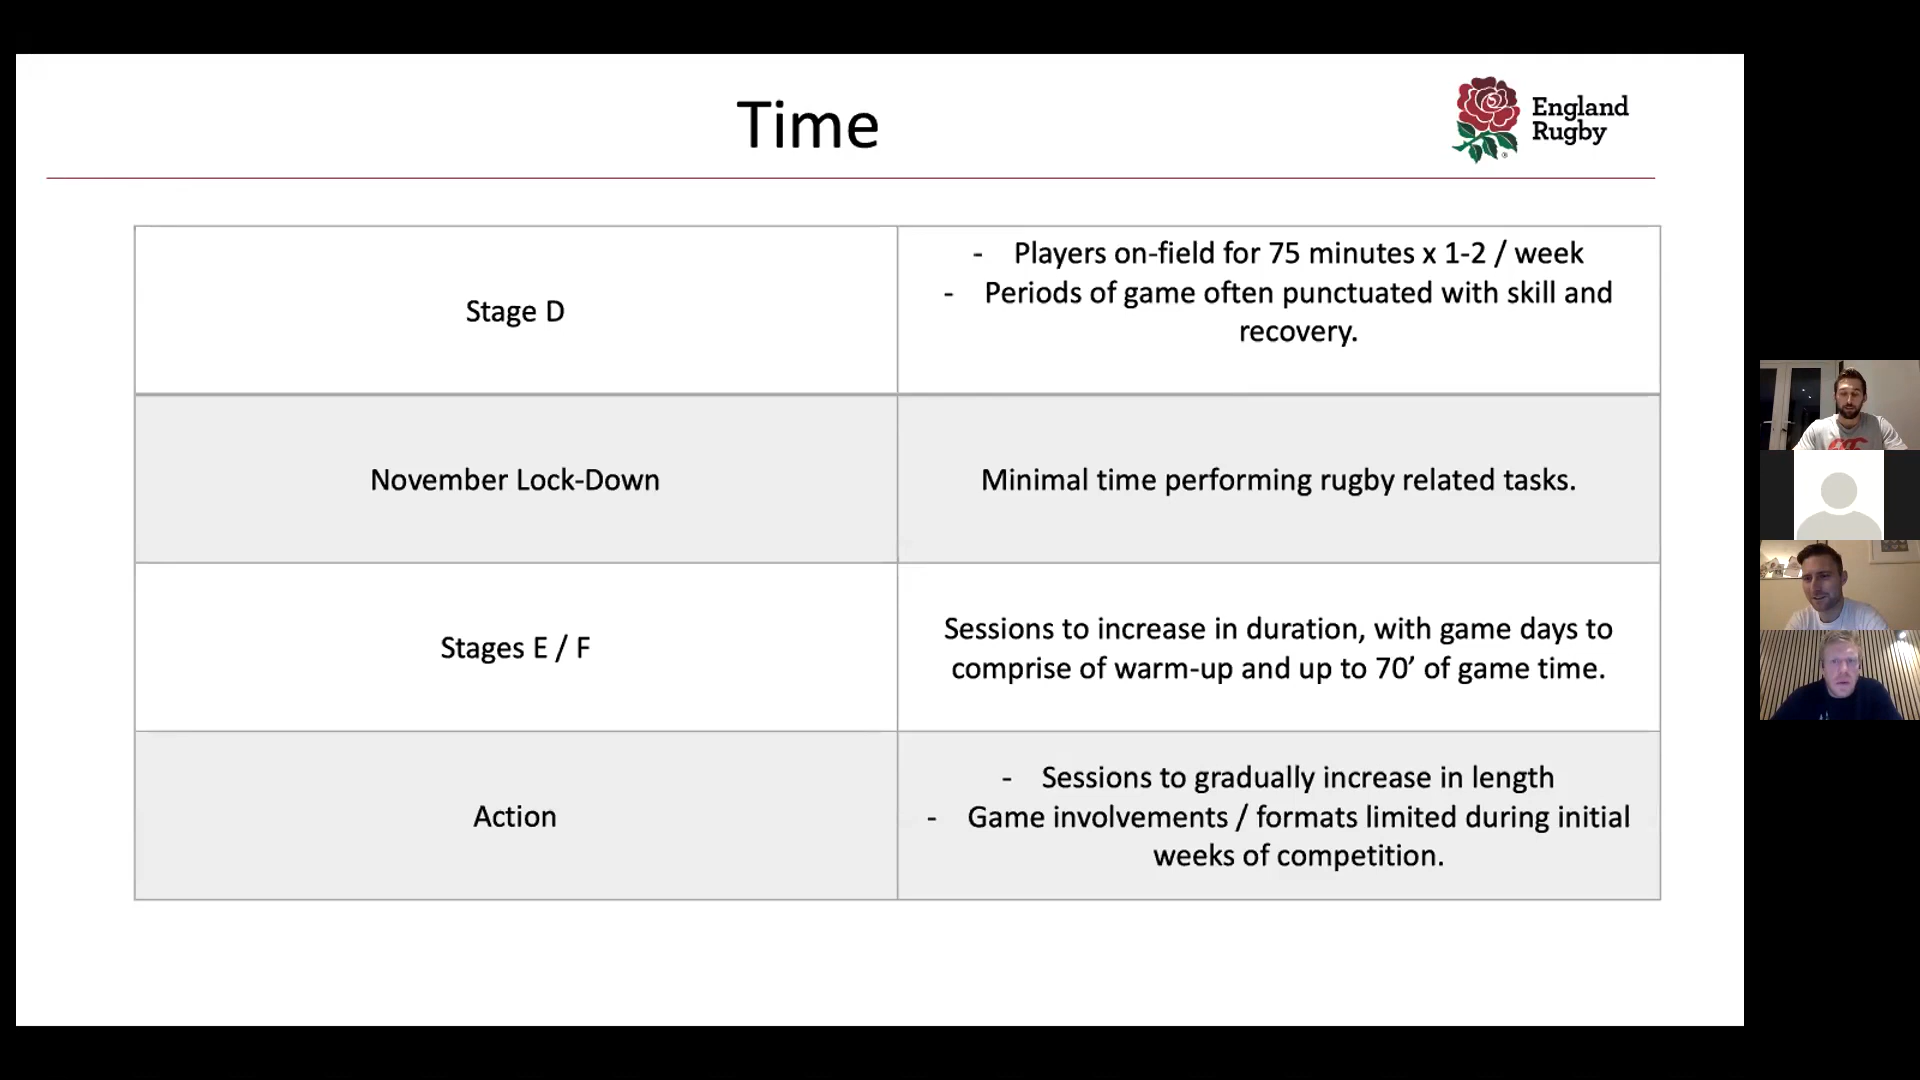 Time
England
Rugby
Stage D
- Players on-field for 75 minutes x 1-2 / week
- Periods of game often punctuated with skill and
recovery.
November Lock-Down
Minimal time performing rugby related tasks.
Stages E / F
Sessions to increase in duration, with game days to
comprise of warm-up and up to 70’ of game time.
Action
- Sessions to gradually increase in length
- Game involvements / formats limited during initial
weeks of competition.